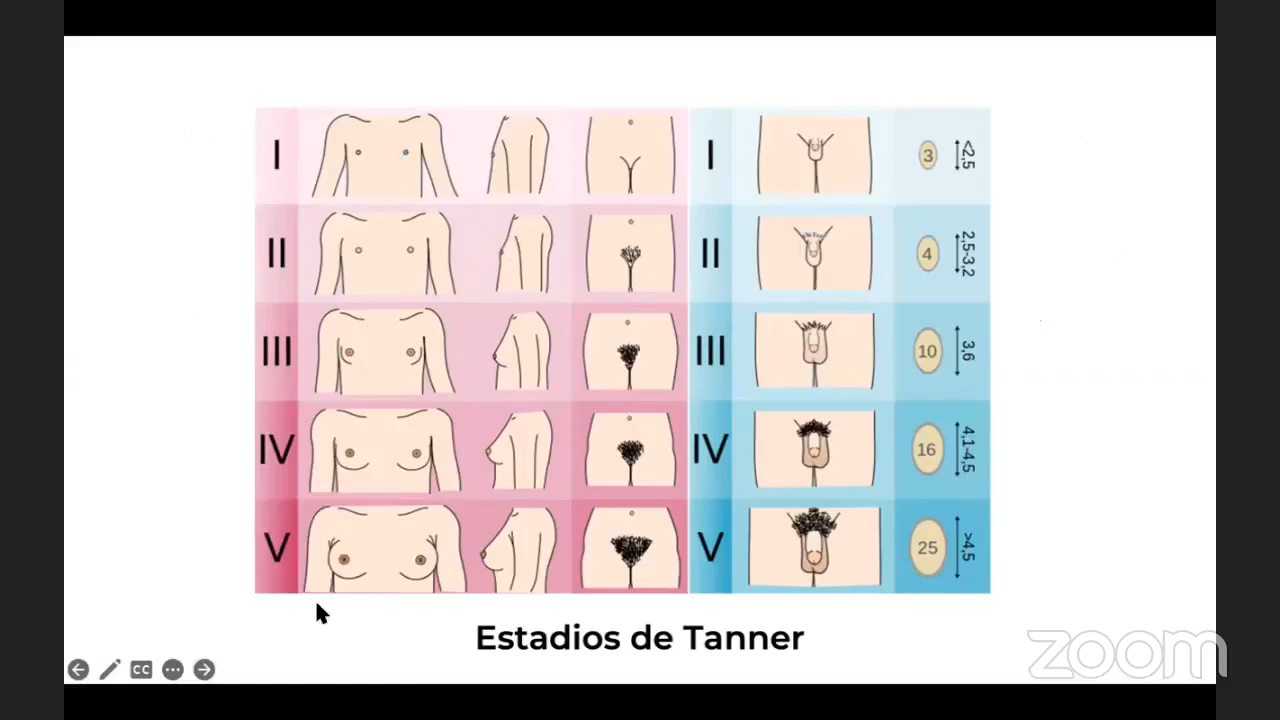 I
I
3
<2,5
II
II
4
2,5-3,2
III
III
10
3,6
IV
IV
16
4,1-4,5
V
V
25
>4,5
Estadios de Tanner
CC
zoom